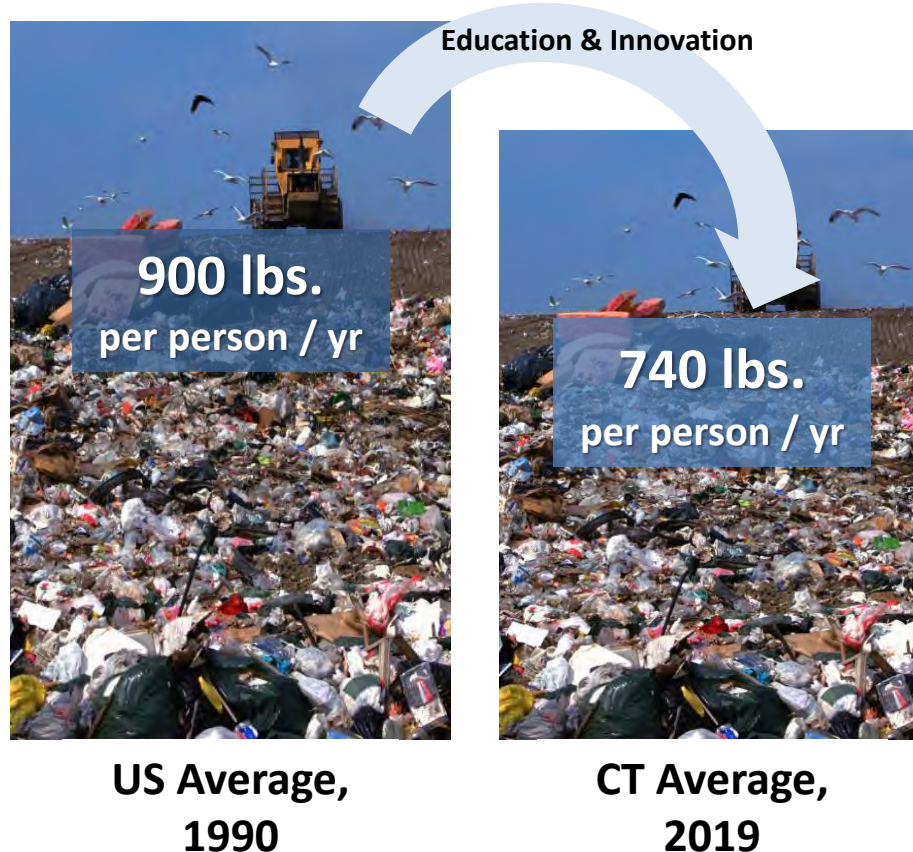 Education & Innovation
900 lbs.
per person / yr
740 lbs.
per person / yr
US Average,
1990
CT Average,
2019